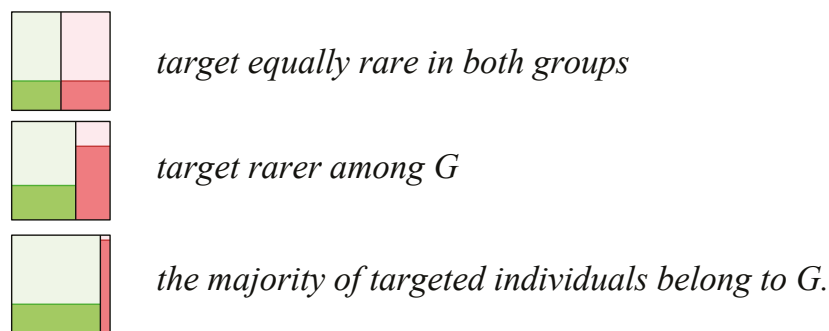 target equally rare in both groups
target rarer among G
the majority of targeted individuals belong to G.